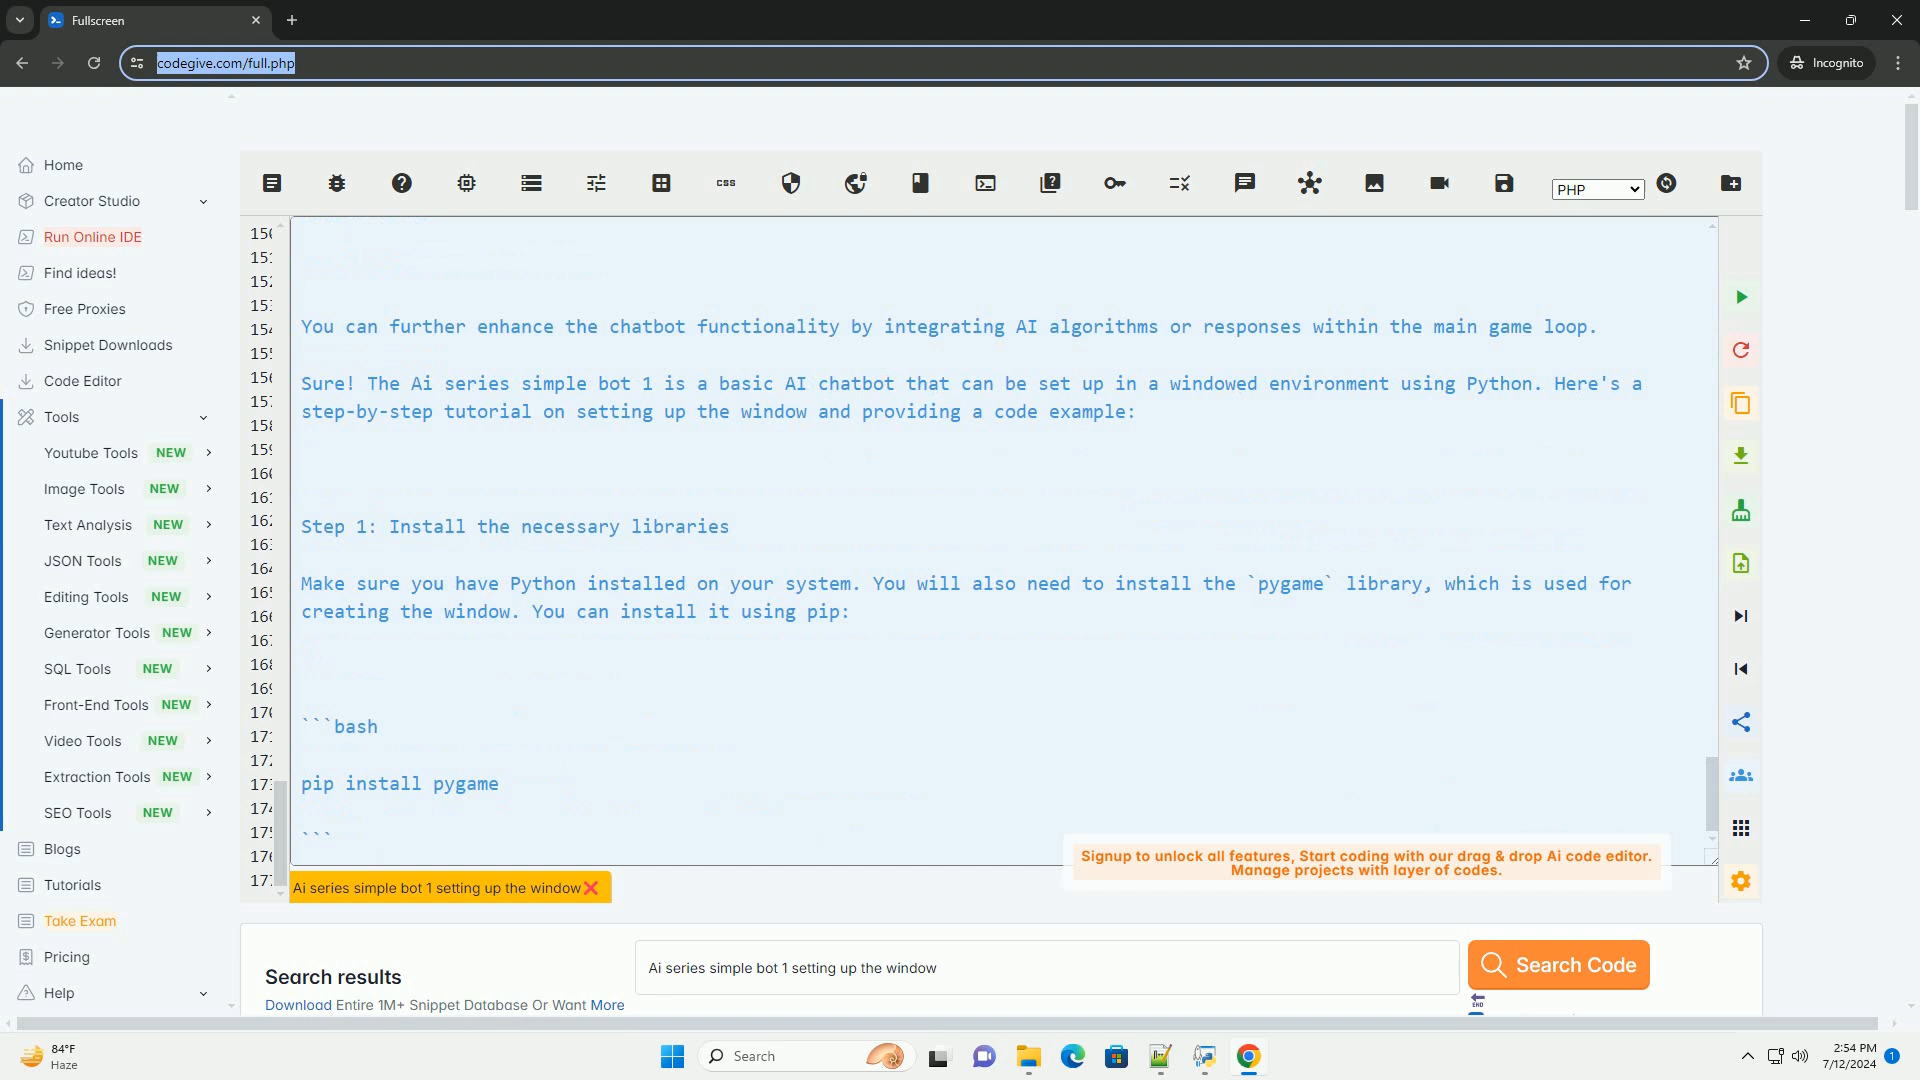 Fullscreen
codegive.com/full.php
Incognito
Home
Creator Studio
Run Online IDE
Find ideas!
Free Proxies
Snippet Downloads
Code Editor
Tools
Youtube Tools NEW
Image Tools NEW
Text Analysis NEW
JSON Tools NEW
Editing Tools NEW
Generator Tools NEW
SQL Tools NEW
Front-End Tools NEW
Video Tools NEW
Extraction Tools NEW
SEO Tools NEW
Blogs
Tutorials
Take Exam
Pricing
Help
css
PHP
You can further enhance the chatbot functionality by integrating AI algorithms or responses within the main game loop.
Sure! The Ai series simple bot 1 is a basic AI chatbot that can be set up in a windowed environment using Python. Here's a
step-by-step tutorial on setting up the window and providing a code example:
Step 1: Install the necessary libraries
Make sure you have Python installed on your system. You will also need to install the `pygame` library, which is used for
creating the window. You can install it using pip:
```bash
pip install pygame
```
Signup to unlock all features, Start coding with our drag & drop Ai code editor.
Manage projects with layer of codes.
Ai series simple bot 1 setting up the window
Search results
Ai series simple bot 1 setting up the window
Search Code
Download Entire 1M+ Snippet Database Or Want More
END
84°F
Haze
Search
2:54 PM
7/12/2024
1